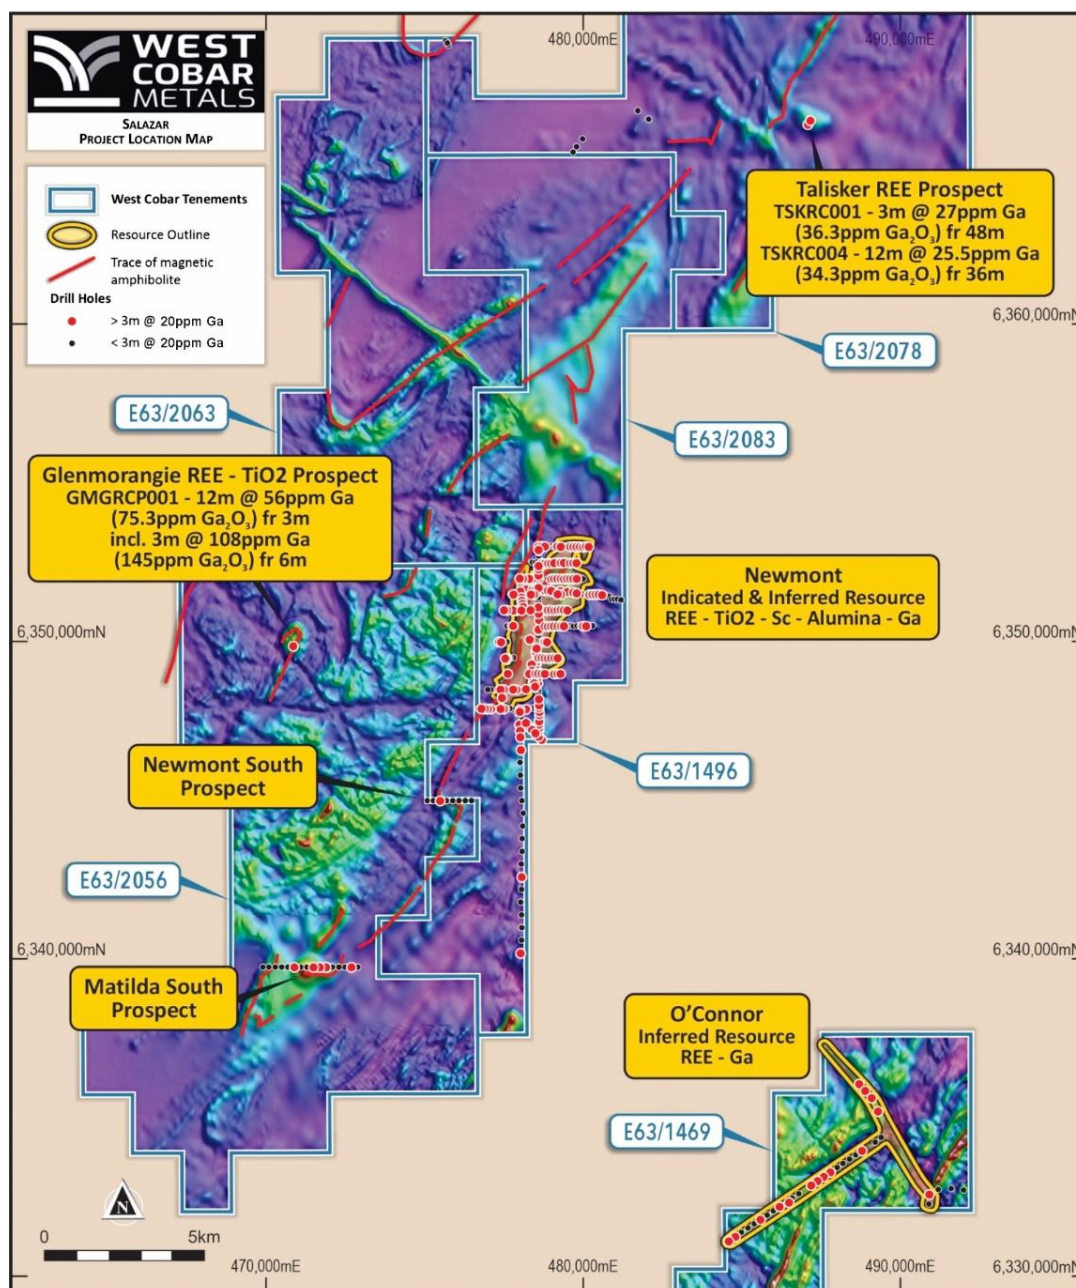 WEST
COBAR
METALS
SALAZAR
PROJECT LOCATION MAP
480,000mE
490,000mE
West Cobar Tenements
Resource Outline
Trace of magnetic
amphibolite
Drill Holes
> 3m @ 20ppm Ga
< 3m @ 20ppm Ga
Talisker REE Prospect
TSKRC001 - 3m @ 27ppm Ga
(36.3ppm Ga₂O₃) fr 48m
TSKRC004 - 12m @ 25.5ppm Ga
(34.3ppm Ga₂O₃) fr 36m
6,360,000mN
E63/2078
E63/2063
E63/2083
Glenmorangie REE - TiO2 Prospect
GMGRCP001 - 12m @ 56ppm Ga
(75.3ppm Ga₂O₃) fr 3m
incl. 3m @ 108ppm Ga
(145ppm Ga₂O₃) fr 6m
Newmont
Indicated & Inferred Resource
REE - TiO2 - Sc - Alumina - Ga
6,350,000mN
6,350,000mN
Newmont South
Prospect
E63/1496
E63/2056
6,340,000mN
6,340,000mN
Matilda South
Prospect
O'Connor
Inferred Resource
REE - Ga
E63/1469
N
0
5km
470,000mE
480,000mE
490,000mE
6,330,000mN